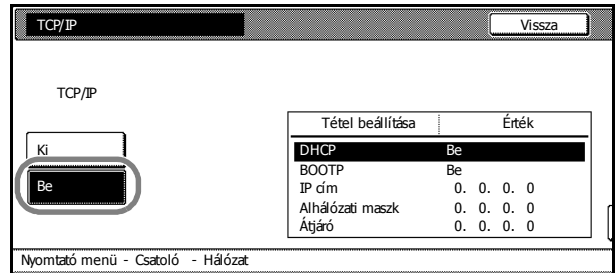 TCP/IP
Vissza
TCP/IP
Tétel beállítása Érték
Ki
DHCP Be
Be
BOOTP Be
IP cím 0. 0. 0. 0
Alhálózati maszk 0. 0. 0. 0
Átjáró 0. 0. 0. 0
Nyomtató menü - Csatoló - Hálózat